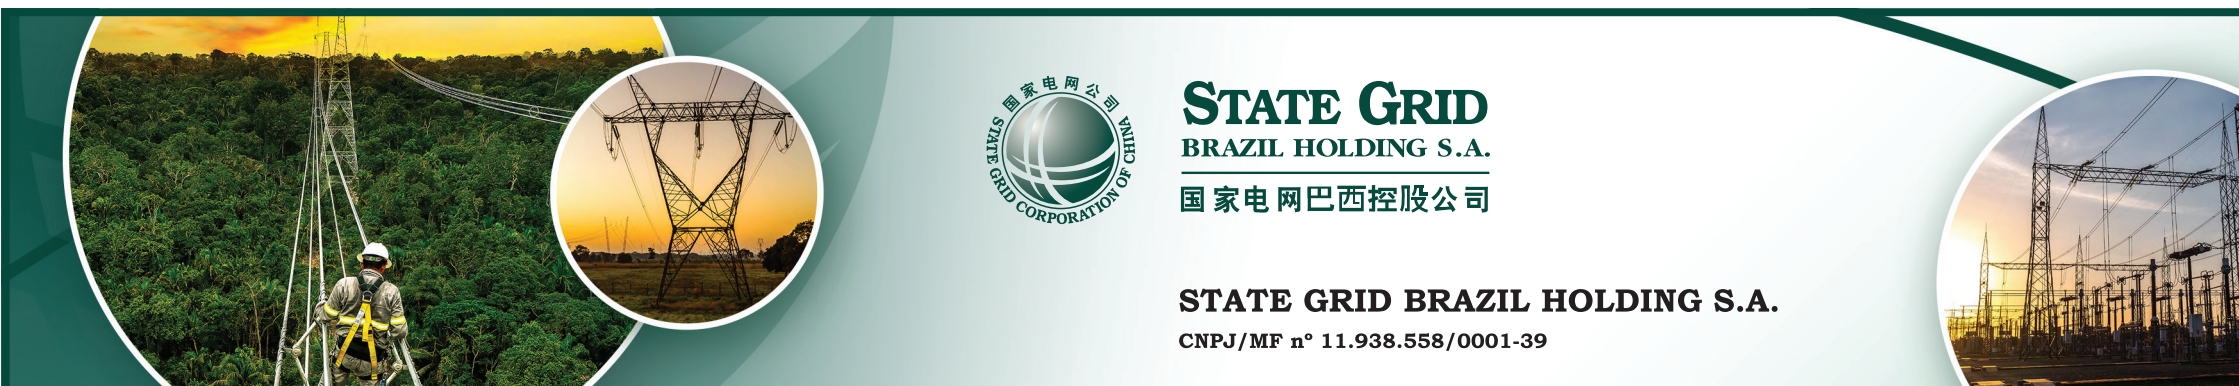 国家电网公司
STATE GRID CORPORATION OF CHINA
STATE GRID
BRAZIL HOLDING S.A.
国家电网巴西控股公司
STATE GRID BRAZIL HOLDING S.A.
CNPJ/MF nº 11.938.558/0001-39